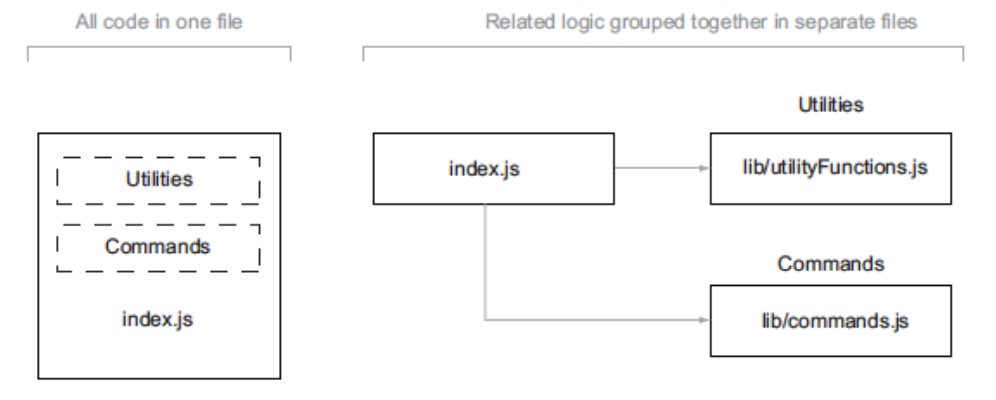 All code in one file
Related logic grouped together in separate files
Utilities
Commands
index.js
index.js
Utilities
lib/utilityFunctions.js
Commands
lib/commands.js